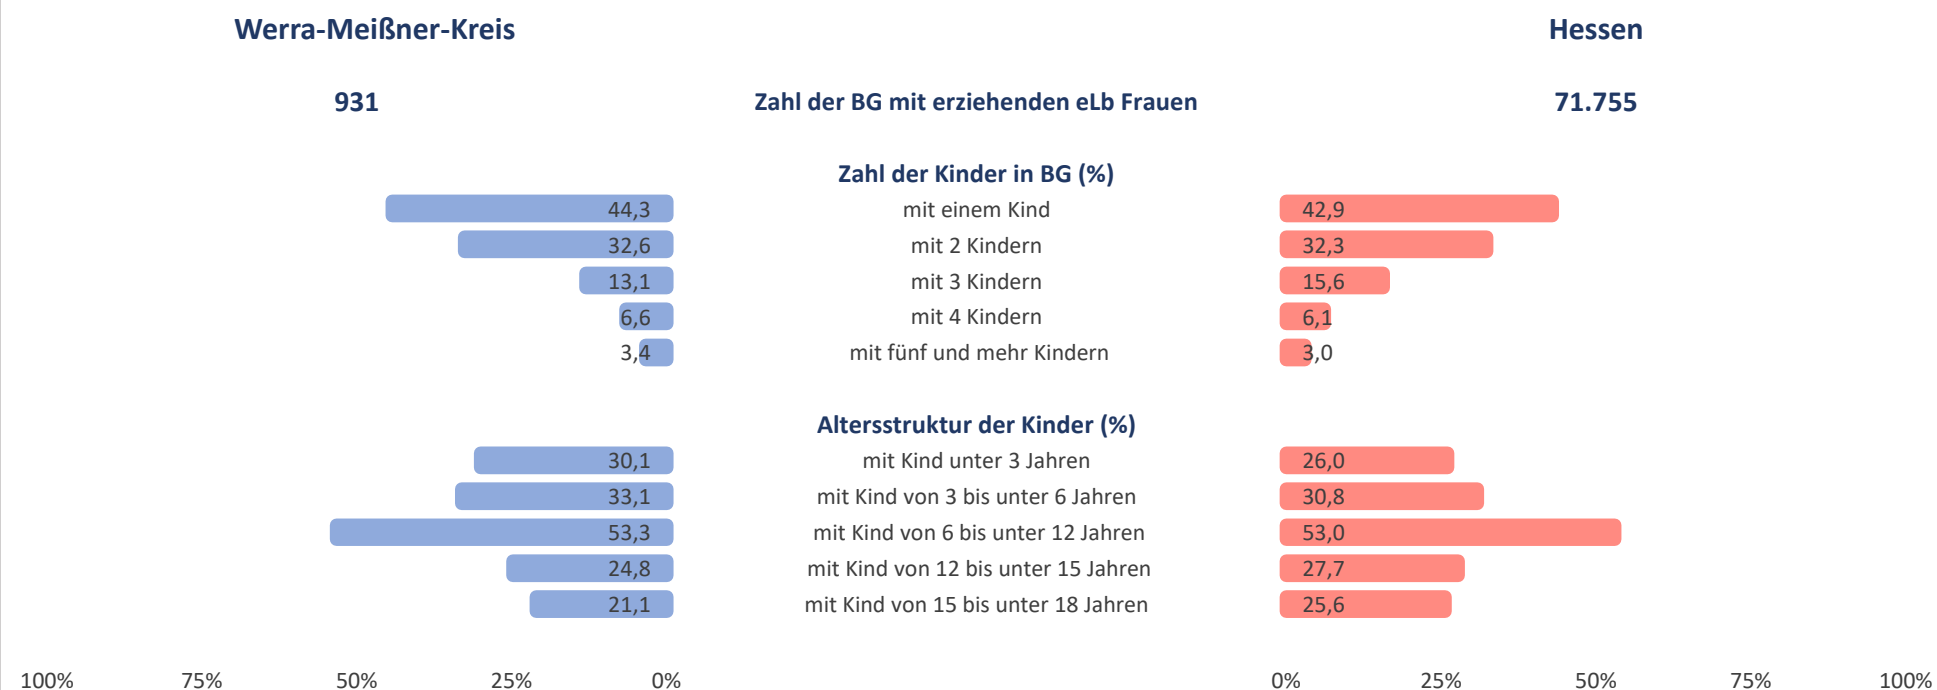 Werra-Meißner-Kreis Hessen
931 Zahl der BG mit erziehenden eLb Frauen 71.755
Zahl der Kinder in BG (%)
44,3 mit einem Kind 42,9
32,6 mit 2 Kindern 32,3
13,1 mit 3 Kindern 15,6
6,6 mit 4 Kindern 6,1
3,4 mit fünf und mehr Kindern 3,0
Altersstruktur der Kinder (%)
30,1 mit Kind unter 3 Jahren 26,0
33,1 mit Kind von 3 bis unter 6 Jahren 30,8
53,3 mit Kind von 6 bis unter 12 Jahren 53,0
24,8 mit Kind von 12 bis unter 15 Jahren 27,7
21,1 mit Kind von 15 bis unter 18 Jahren 25,6
100% 75% 50% 25% 0% 0% 25% 50% 75% 100%